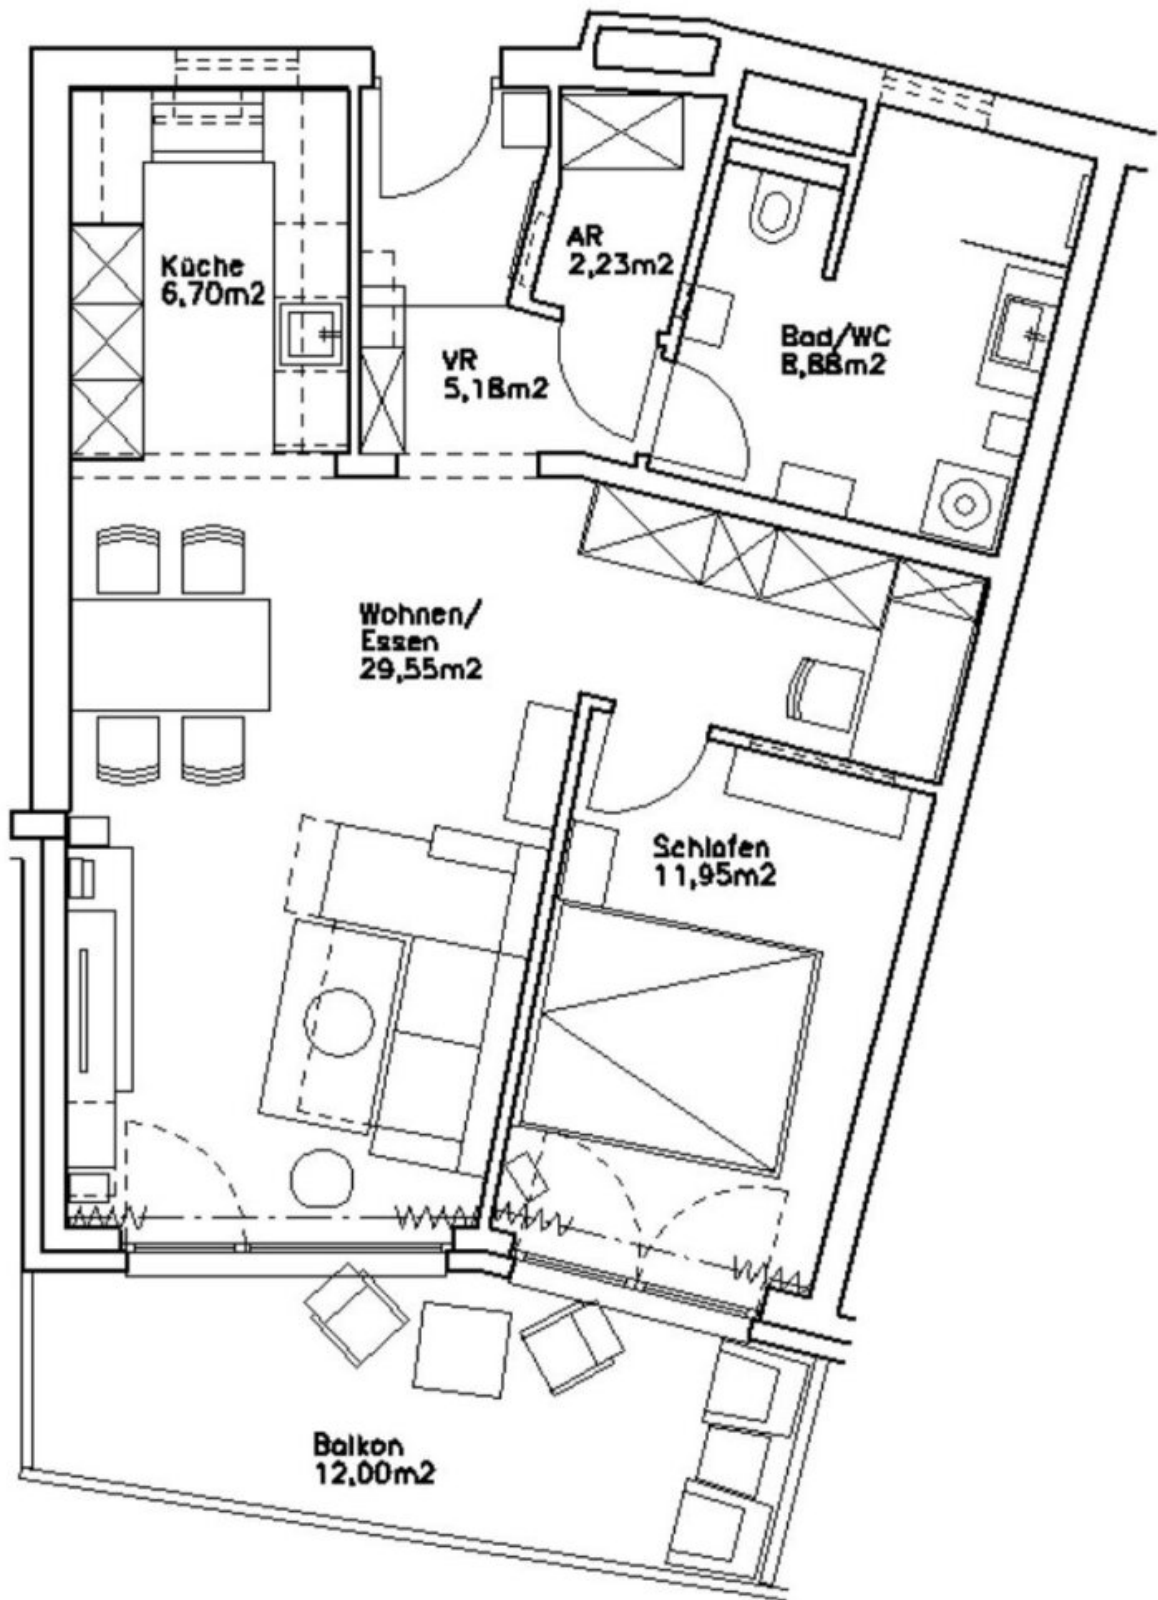 Küche
6,70m2
AR
2,23m2
VR
5,18m2
Bad/WC
8,88m2
Wohnen/
Essen
29,55m2
Schlafen
11,95m2
Balkon
12,00m2